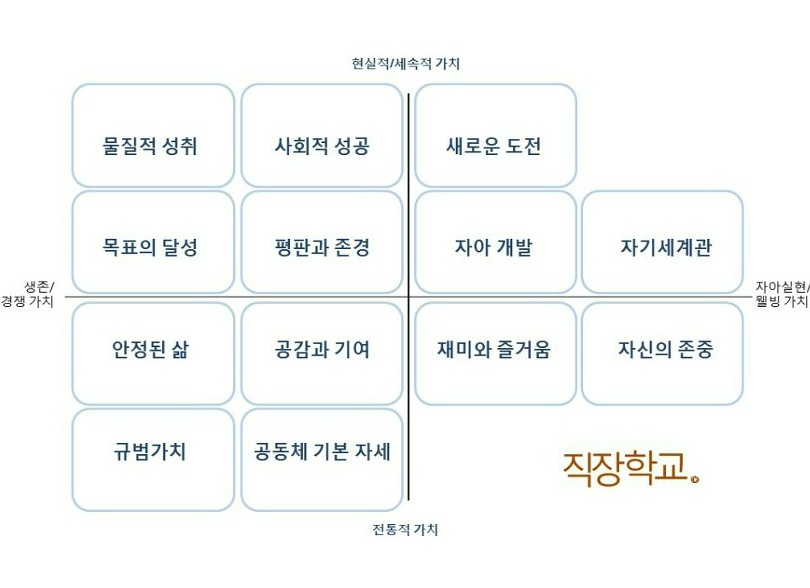 현실적/세속적 가치
물질적 성취
사회적 성공
새로운 도전
목표의 달성
평판과 존경
자아 개발
자기세계관
생존/
경쟁 가치
자아실현/
웰빙 가치
안정된 삶
공감과 기여
재미와 즐거움
자신의 존중
규범가치
공동체 기본 자세
직장학교©
전통적 가치